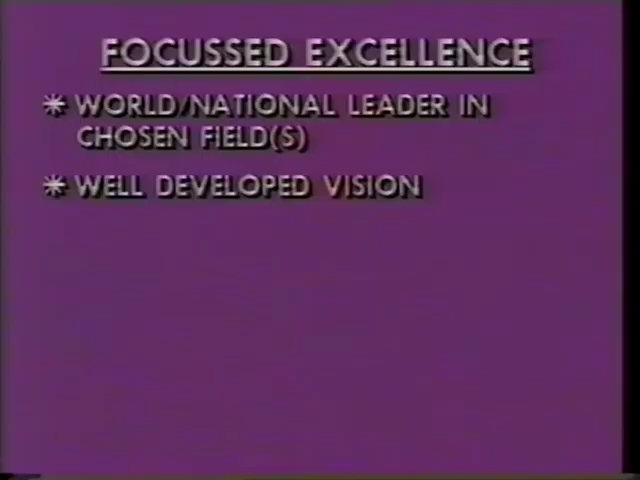 FOCUSSED EXCELLENCE
* WORLD/NATIONAL LEADER IN
CHOSEN FIELD(S)
* WELL DEVELOPED VISION